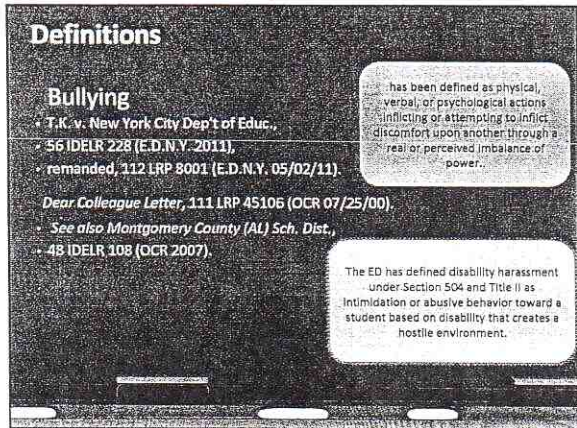 Definitions
Bullying
• T.K. v. New York City Dep't of Educ.,
• 56 IDELR 228 (E.D.N.Y. 2011),
• remanded, 112 LRP 8001 (E.D.N.Y. 05/02/11).
has been defined as physical,
verbal, or psychological actions
inflicting or attempting to inflict
discomfort upon another through a
real or perceived imbalance of
power..
Dear Colleague Letter, 111 LRP 45106 (OCR 07/25/00).
• See also Montgomery County (AL) Sch. Dist.,
• 48 IDELR 108 (OCR 2007).
The ED has defined disability harassment
under Section 504 and Title II as
intimidation or abusive behavior toward a
student based on disability that creates a
hostile environment.